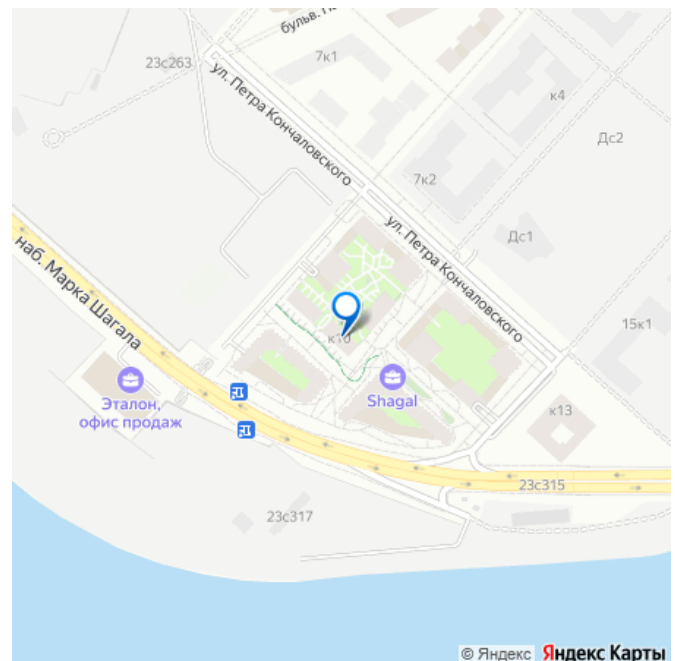 бульв.
7к1
23с263
ул. Петра Кончаловского
к4
Дс2
7к2
ул. Петра Кончаловского
Дс1
наб. Марка Шагала
15к1
к10
Эталон,
офис продаж
Shagal
к13
23с315
23с317
© Яндекс Яндекс Карты